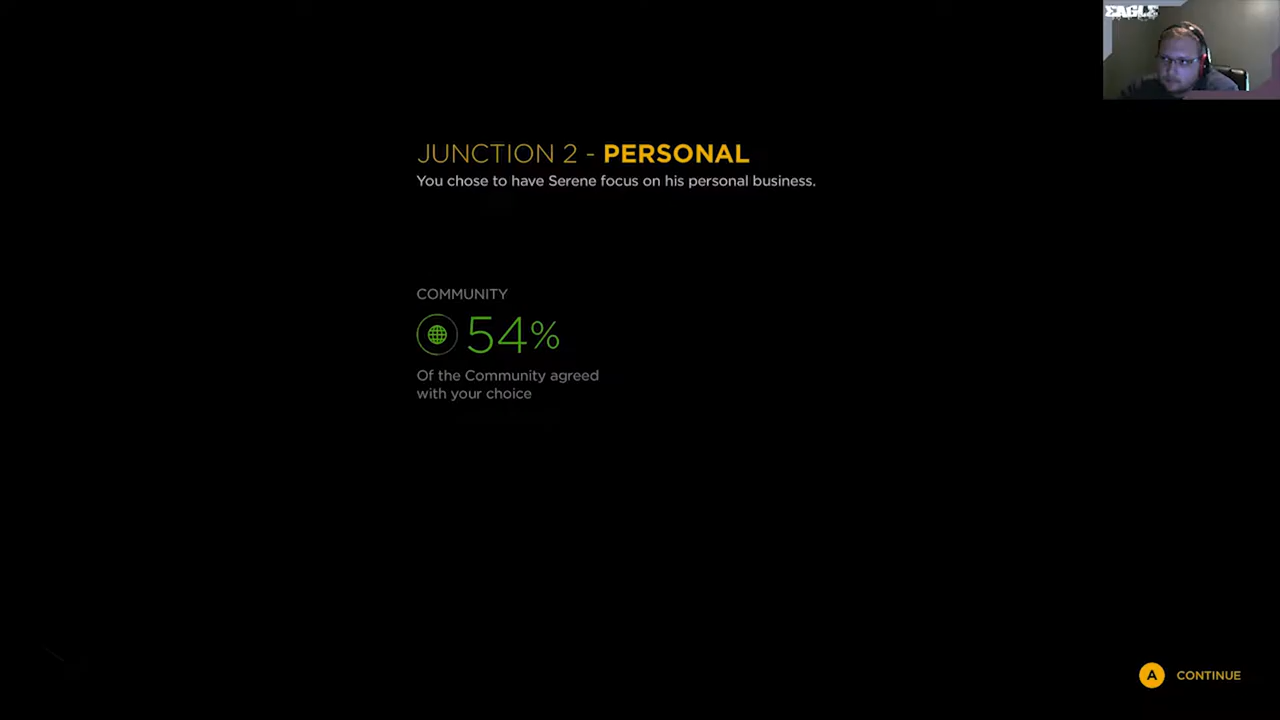 EAGLE
JUNCTION 2 - PERSONAL
You chose to have Serene focus on his personal business.
COMMUNITY
54%
Of the Community agreed
with your choice
A CONTINUE